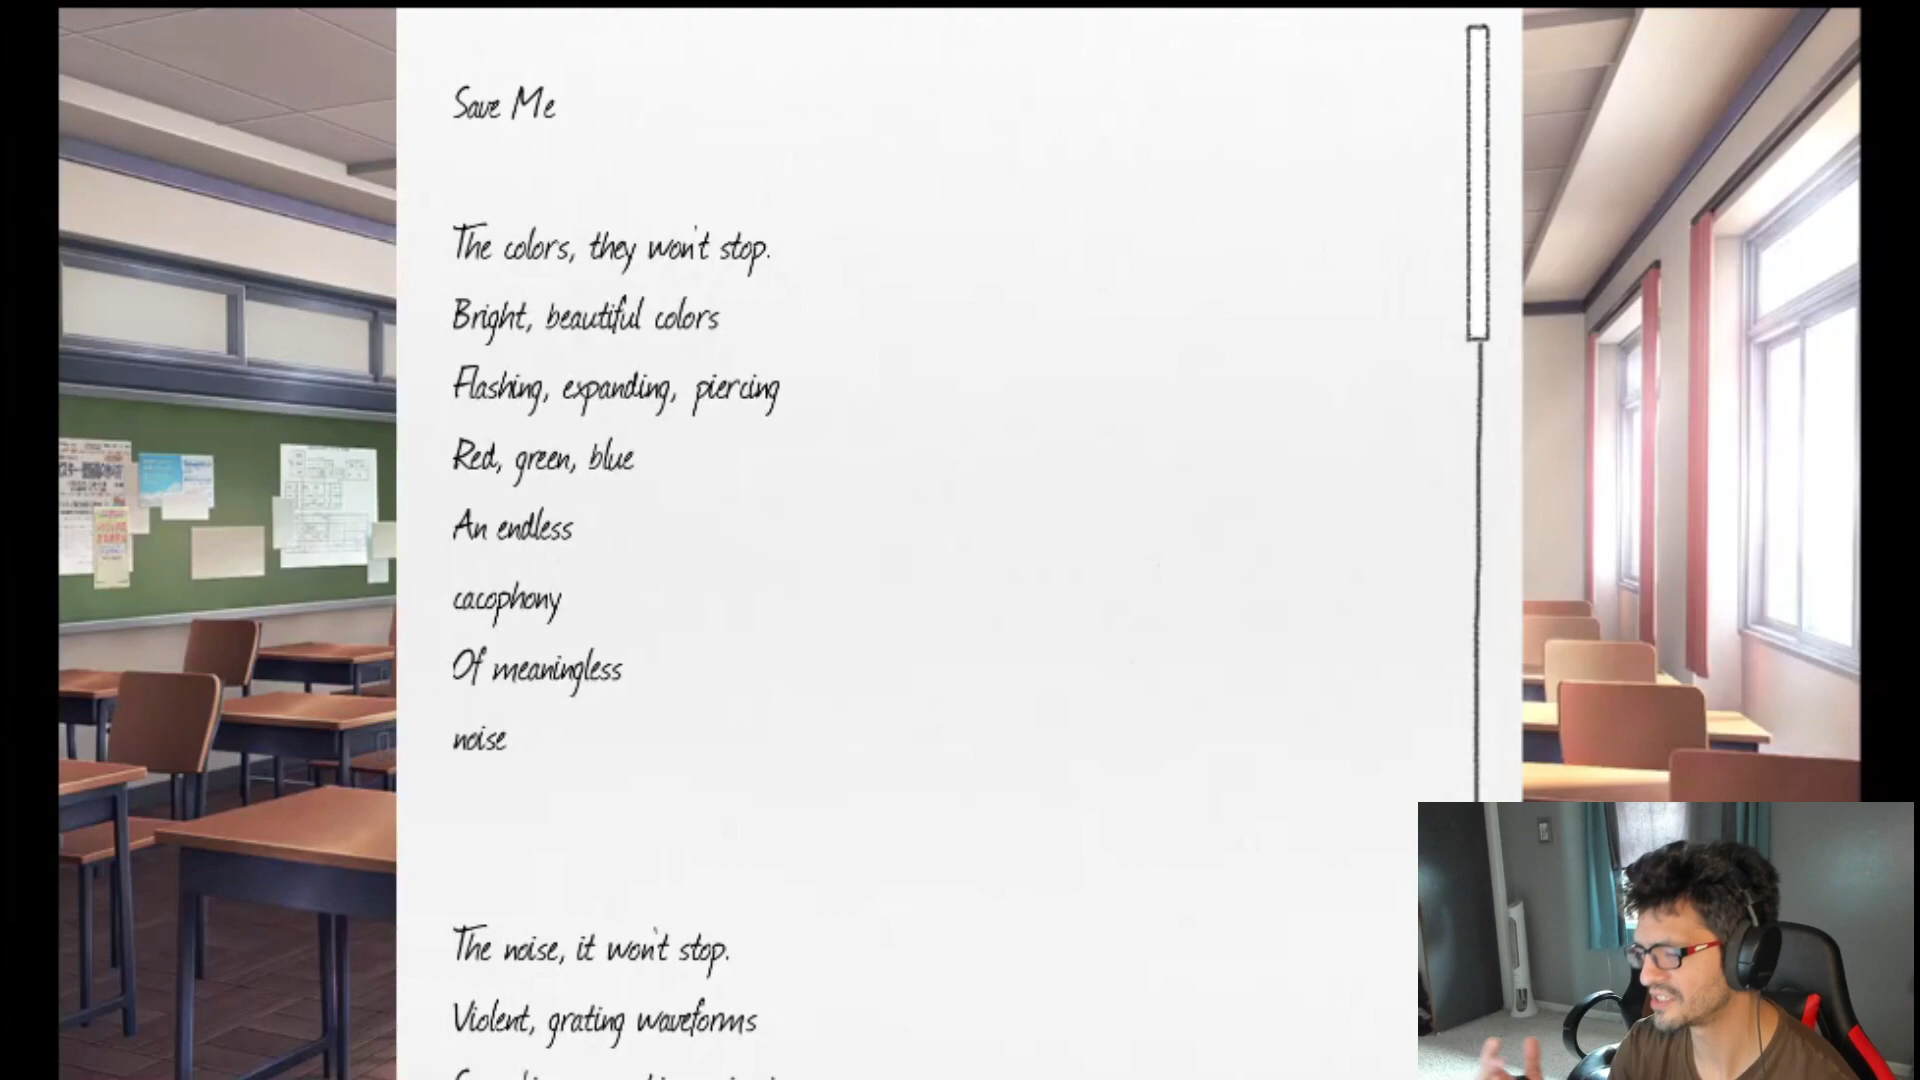 Save Me
The colors, they won't stop.
Bright, beautiful colors
Flashing, expanding, piercing
Red, green, blue
An endless
cacophony
Of meaningless
noise
The noise, it won't stop.
Violent, grating waveforms